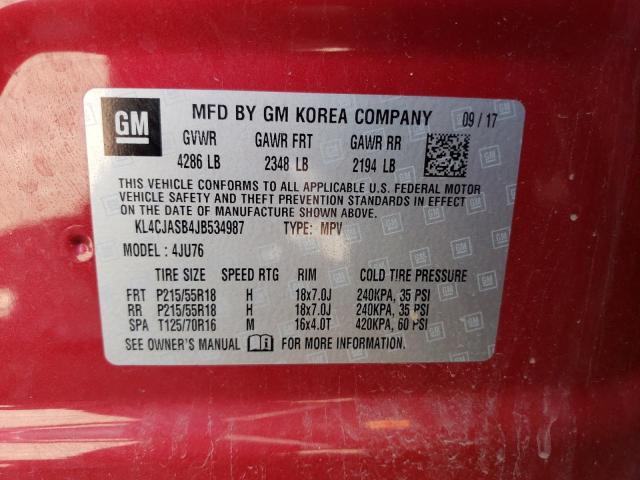 GM MFD BY GM KOREA COMPANY 09 / 17
GVWR GAWR FRT GAWR RR
4286 LB 2348 LB 2194 LB
THIS VEHICLE CONFORMS TO ALL APPLICABLE U.S. FEDERAL MOTOR
VEHICLE SAFETY AND THEFT PREVENTION STANDARDS IN EFFECT ON
THE DATE OF MANUFACTURE SHOWN ABOVE.
KL4CJASB4JB534987 TYPE: MPV
MODEL: 4JU76
TIRE SIZE SPEED RTG RIM COLD TIRE PRESSURE
FRT P215/55R18 H 18x7.0J 240KPA, 35 PSI
RR P215/55R18 H 18x7.0J 240KPA, 35 PSI
SPA T125/70R16 M 16x4.0T 420KPA, 60 PSI
SEE OWNER'S MANUAL FOR MORE INFORMATION.